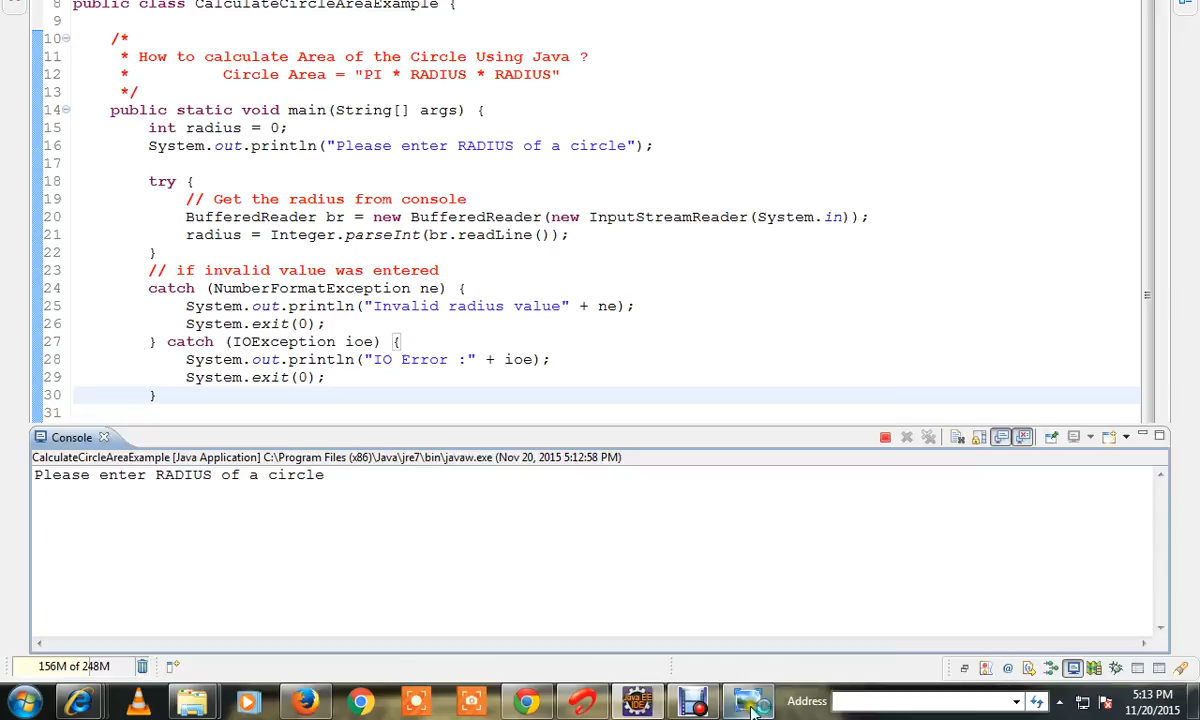 8 public class CalculateCircleAreaExample {
9
10 /*
11 * How to calculate Area of the Circle Using Java ?
12 * Circle Area = "PI * RADIUS * RADIUS"
13 */
14 public static void main(String[] args) {
15 int radius = 0;
16 System.out.println("Please enter RADIUS of a circle");
17
18 try {
19 // Get the radius from console
20 BufferedReader br = new BufferedReader(new InputStreamReader(System.in));
21 radius = Integer.parseInt(br.readLine());
22 }
23 // if invalid value was entered
24 catch (NumberFormatException ne) {
25 System.out.println("Invalid radius value" + ne);
26 System.exit(0);
27 } catch (IOException ioe) {
28 System.out.println("IO Error :" + ioe);
29 System.exit(0);
30 }
31
Console
CalculateCircleAreaExample [Java Application] C:\Program Files (x86)\Java\jre7\bin\javaw.exe (Nov 20, 2015 5:12:58 PM)
Please enter RADIUS of a circle
156M of 248M
Java EE
IDE
Address
5:13 PM
11/20/2015